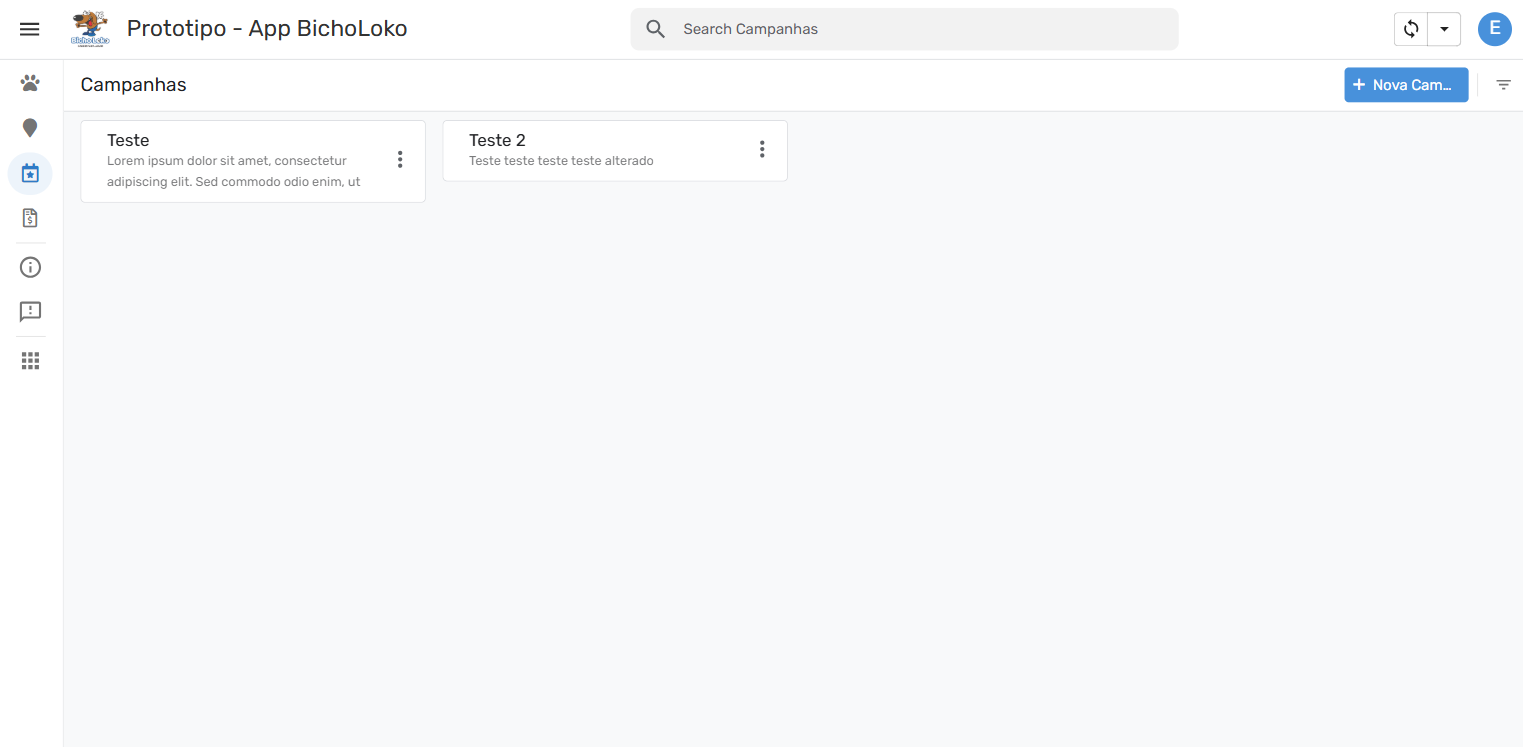 Prototipo - App BichoLoko
Search Campanhas
E
Campanhas
+ Nova Cam...
Teste
Lorem ipsum dolor sit amet, consectetur
adipiscing elit. Sed commodo odio enim, ut
Teste 2
Teste teste teste teste alterado
BichoLoko